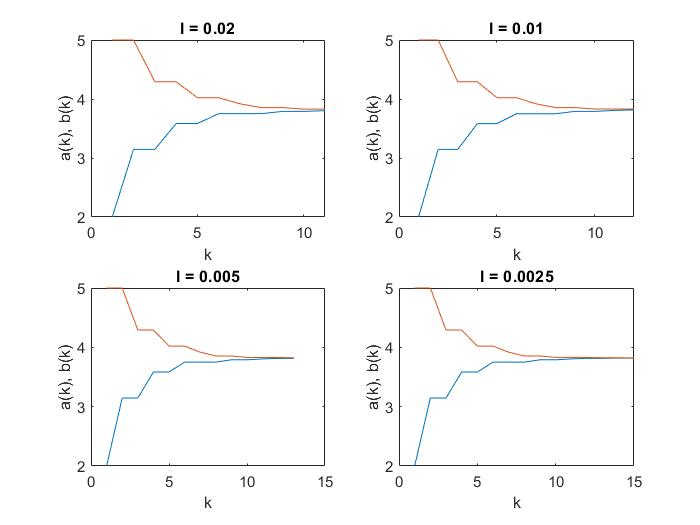 l = 0.02
5
4
3
2
a(k), b(k)
0 5 10
k
l = 0.01
5
4
3
2
a(k), b(k)
0 5 10
k
l = 0.005
5
4
3
2
a(k), b(k)
0 5 10 15
k
l = 0.0025
5
4
3
2
a(k), b(k)
0 5 10 15
k